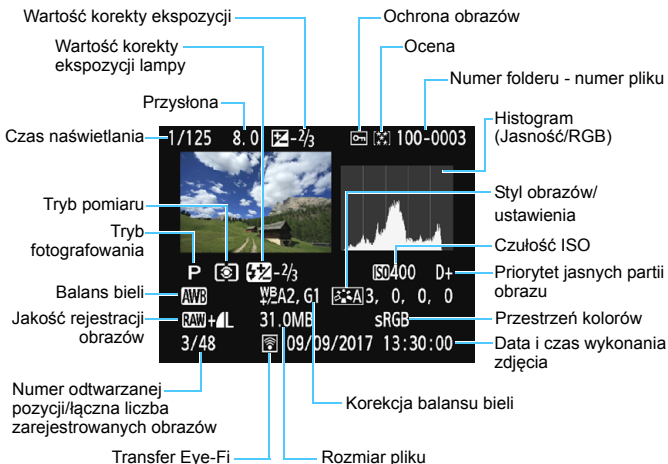 Wartość korekty ekspozycji
Ochrona obrazów
Wartość korekty
ekspozycji lampy
Ocena
Numer folderu - numer pliku
Przysłona
Histogram
(Jasność/RGB)
Czas naświetlania
1/125 8.0 -2/3 100-0003
Tryb pomiaru
Styl obrazów/
ustawienia
Tryb
fotografowania
Czułość ISO
P -2/3 ISO 400 D+
Priorytet jasnych partii
obrazu
Balans bieli
AWB WB A2, G1 A 3, 0, 0, 0
Jakość rejestracji
obrazów
RAW+L 31.0MB sRGB
Przestrzeń kolorów
3/48 09/09/2017 13:30:00
Data i czas wykonania
zdjęcia
Numer odtwarzanej
pozycji/łączna liczba
zarejestrowanych obrazów
Korekcja balansu bieli
Transfer Eye-Fi
Rozmiar pliku